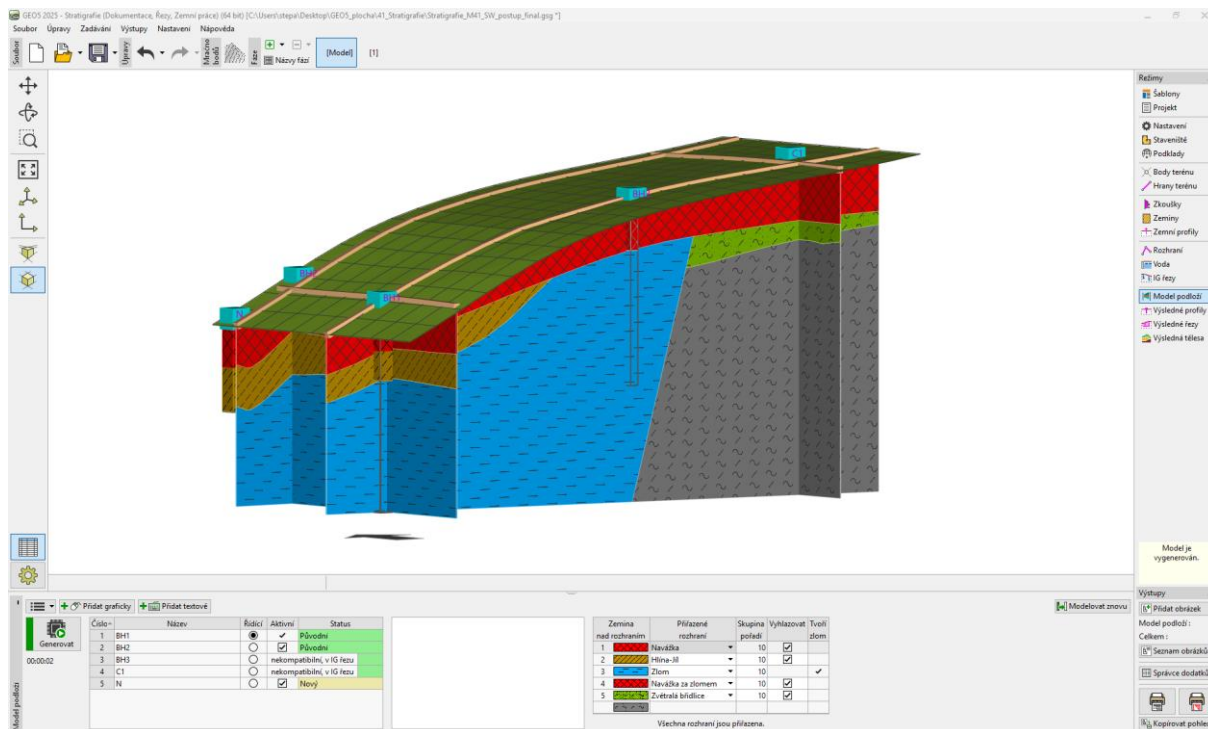 GEO5 2025 - Stratigrafie (Dokumentace, Řezy, Zemní práce) (64 bit) [C:\Users\stepa\Desktop\GEO5_plocha\41_Stratigrafie\Stratigrafie_M41_SW_postup_final.gsg *]
Soubor Úpravy Zadávání Výstupy Nastavení Nápověda
Soubor
Úpravy
Mračno bodů
Fáze
Názvy fází
[Model]
[1]
Režimy
Šablony
Projekt
Nastavení
Staveniště
Podklady
Body terénu
Hrany terénu
Zkoušky
Zeminy
Zemní profily
Rozhraní
Voda
IG řezy
Model podloží
Výsledné profily
Výsledné řezy
Výsledná tělesa
C1
N
Model je
vygenerován.
Výstupy
Přidat obrázek
Model podloží :
Celkem :
Seznam obrázků
Správce dodatků
Kopírovat pohled
Model podloží
Přidat graficky
Přidat textově
Modelovat znovu
Generovat
00:00:02
Číslo Název Řídící Aktivní Status
1 BH1 Původní
2 BH2 Původní
3 BH3 nekompatibilní, v IG řezu
4 C1 nekompatibilní, v IG řezu
5 N Nový
Zemina Přiřazené Skupina Vyhlazovat Tvoří
nad rozhraním rozhraní pořadí zlom
1 Navážka 10
2 Hlína-Jíl 10
3 Zlom 10
4 Navážka za zlomem 10
5 Zvětralá břidlice 10
Všechna rozhraní jsou přiřazena.